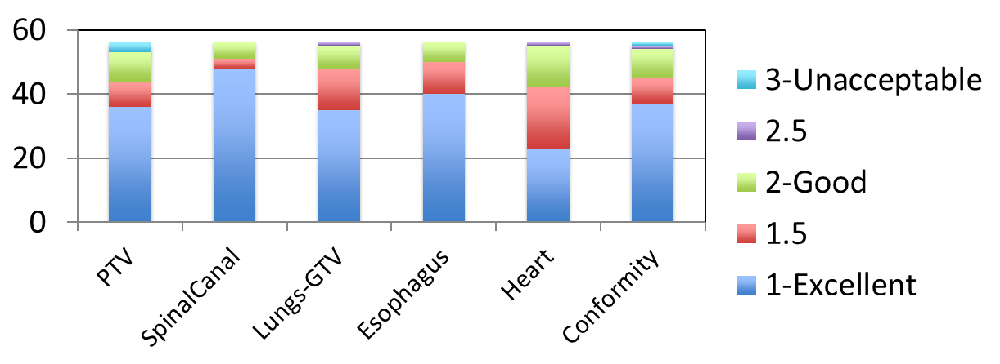 60
40
20
0
PTV
SpinalCanal
Lungs-GTV
Esophagus
Heart
Conformity
3-Unacceptable
2.5
2-Good
1.5
1-Excellent